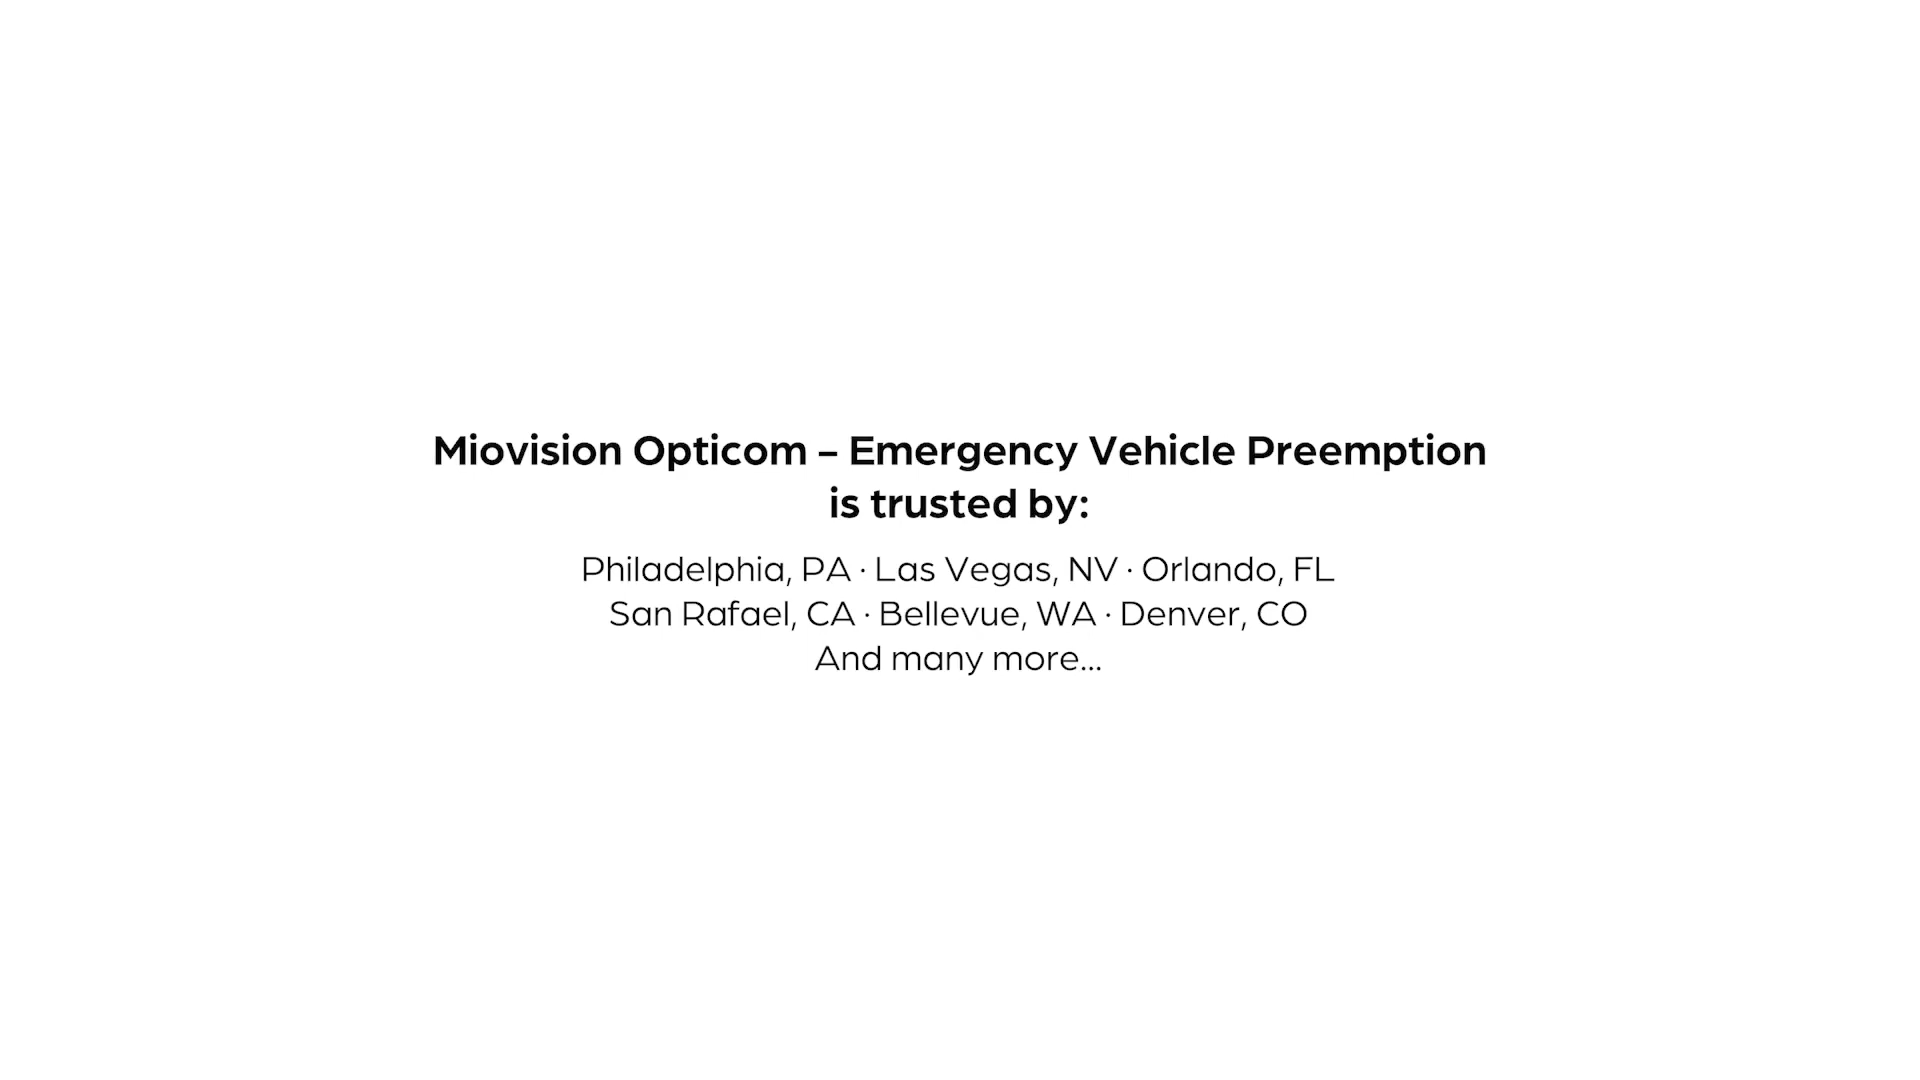 Miovision Opticom – Emergency Vehicle Preemption
is trusted by:
Philadelphia, PA · Las Vegas, NV · Orlando, FL
San Rafael, CA · Bellevue, WA · Denver, CO
And many more...